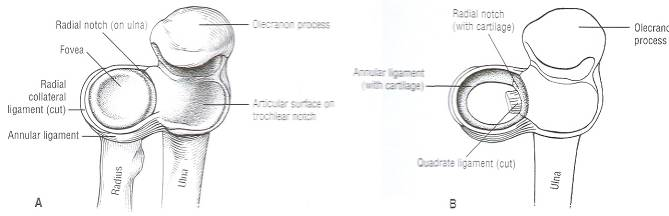 Radial notch (on ulna)
Fovea
Radial
collateral
ligament (cut)
Annular ligament
Olecranon process
Articular surface on
trochlear notch
Radius
Ulna
A
Radial notch
(with cartilage)
Annular ligament
(with cartilage)
Quadrate ligament (cut)
Olecrano
process
Ulna
B